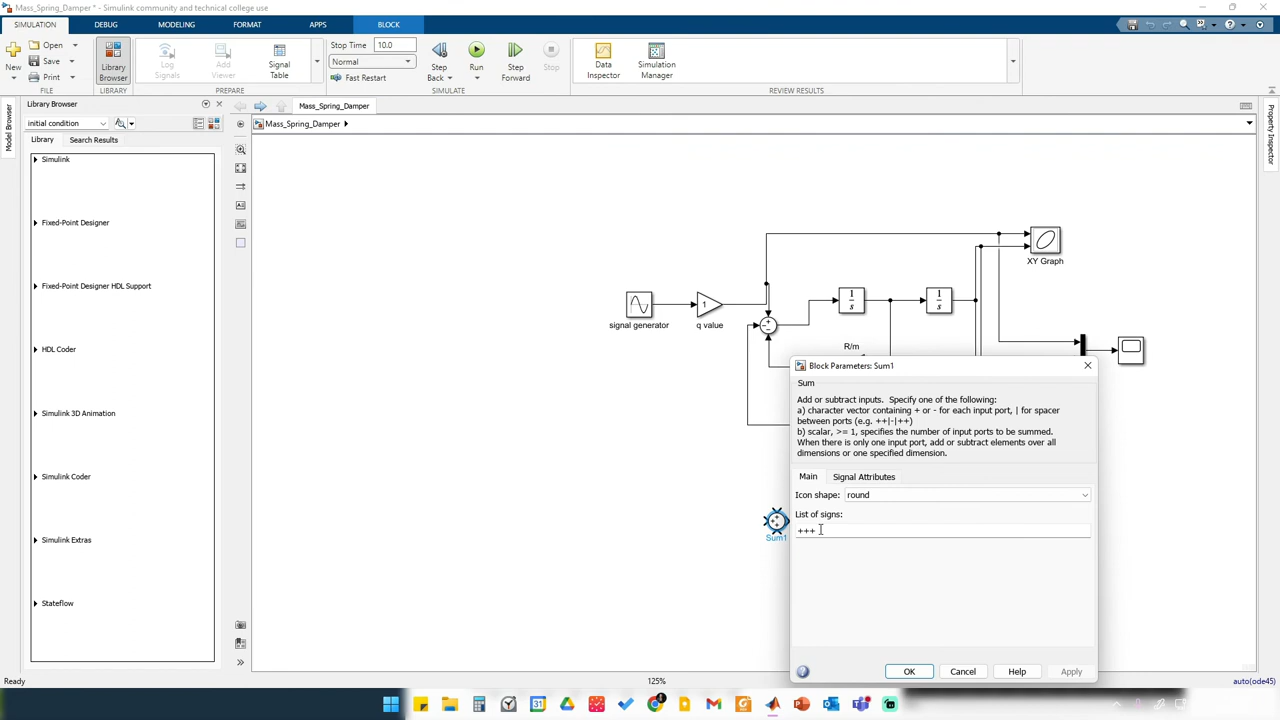 Mass_Spring_Damper * - Simulink community and technical college use
SIMULATION
DEBUG
MODELING
FORMAT
APPS
BLOCK
New
Open
Save
Print
FILE
Library
Browser
LIBRARY
Log
Signals
Add
Viewer
Signal
Table
PREPARE
Stop Time 10.0
Normal
Fast Restart
Step
Back
Run
Step
Forward
Stop
SIMULATE
Data
Inspector
Simulation
Manager
REVIEW RESULTS
Model Browser
Library Browser
initial condition
Library
Search Results
Simulink
Fixed-Point Designer
Fixed-Point Designer HDL Support
HDL Coder
Simulink 3D Animation
Simulink Coder
Simulink Extras
Stateflow
Mass_Spring_Damper
Mass_Spring_Damper
Property Inspector
XY Graph
signal generator
1
q value
1
s
1
s
R/m
Sum1
Block Parameters: Sum1
Sum
Add or subtract inputs. Specify one of the following:
a) character vector containing + or - for each input port, | for spacer
between ports (e.g. ++|-|++)
b) scalar, >= 1, specifies the number of input ports to be summed.
When there is only one input port, add or subtract elements over all
dimensions or one specified dimension.
Main
Signal Attributes
Icon shape: round
List of signs:
+++
OK
Cancel
Help
Apply
Ready
125%
auto(ode45)
31